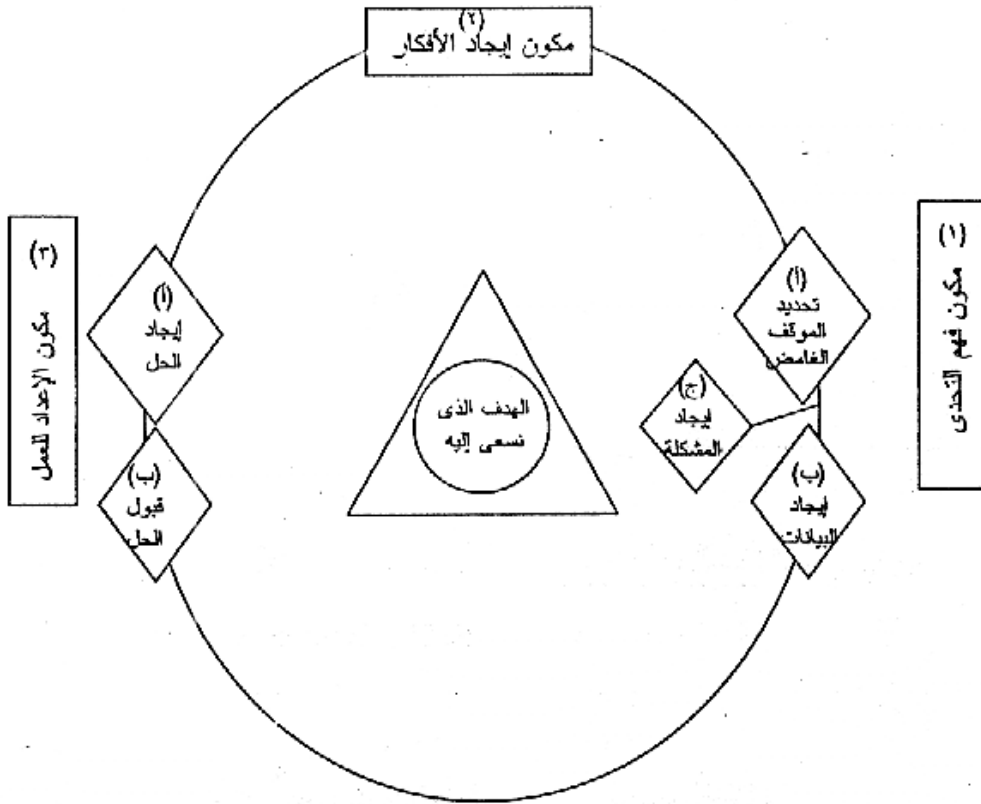 (١) مكون فهم التحدى
(أ)
تحديد
الموقف
الغامض
(ب)
إيجاد
البيانات
(ج)
إيجاد
المشكلة
(٢)
مكون إيجاد الأفكار
(٣) مكون الإعداد للعمل
(أ)
إيجاد
الحل
(ب)
قبول
الحل
الهدف الذى
نسعى إليه